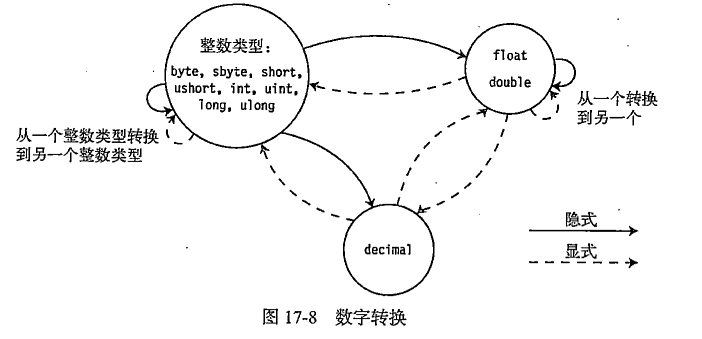 整数类型：
byte, sbyte, short,
ushort, int, uint,
long, ulong
float
double
从一个转换
到另一个
从一个整数类型转换
到另一个整数类型
decimal
隐式
显式
图 17-8 数字转换